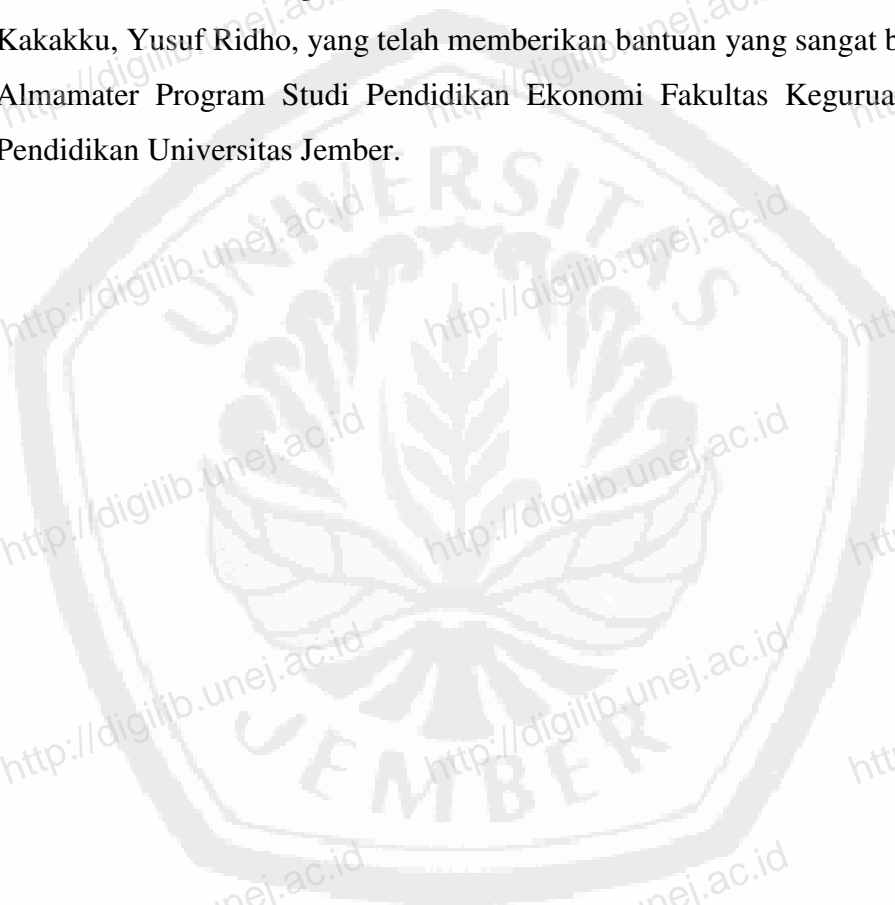 Kakakku, Yusuf Ridho, yang telah memberikan bantuan yang sangat
Almamater Program Studi Pendidikan Ekonomi Fakultas
Pendidikan Universitas Jember.
UNIVERSITAS
http://digilib.unej.ac.id
http://digilib.unej.ac.id
http://digilib.unej.ac.id
http://digilib.unej.ac.id
http://digilib.unej.ac.id
http://digilib.unej.ac.id
JEMBER